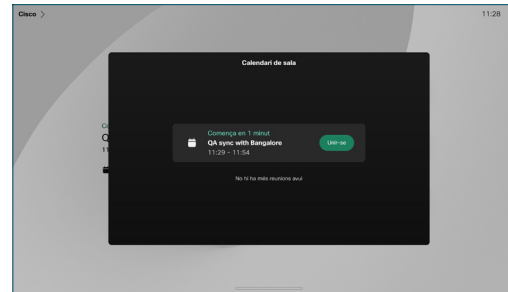 Cisco
11:28
Calendari de sala
Comença en 1 minut
QA sync with Bangalore
11:29 - 11:54
Unir-se
No hi ha més reunions avui